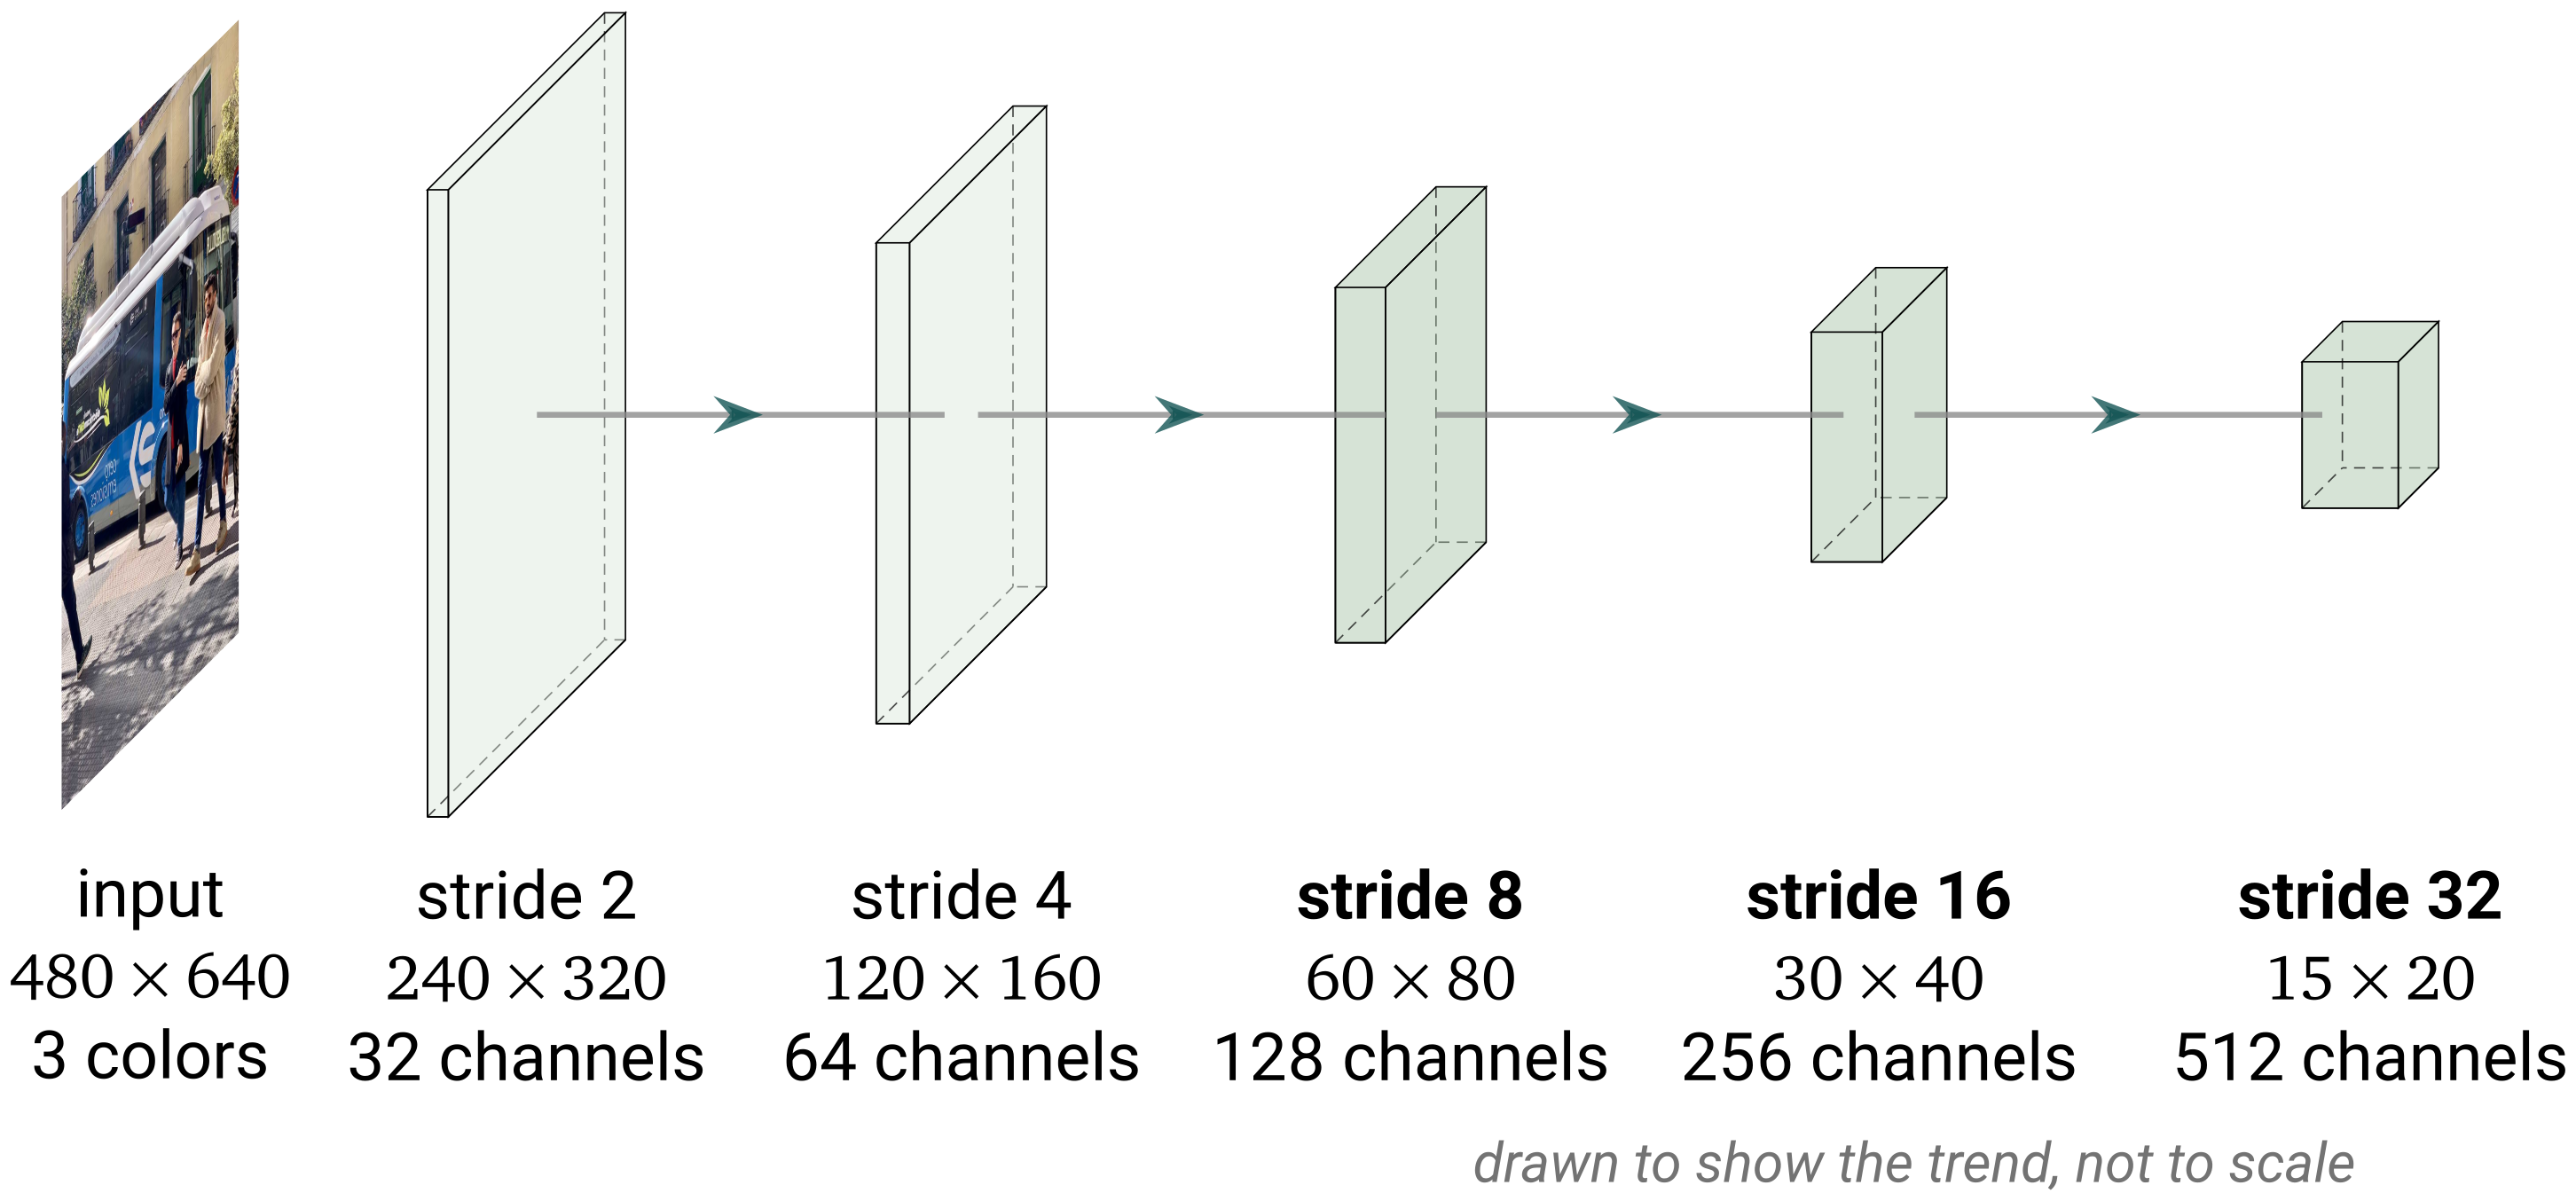 input
480 × 640
3 colors
stride 2
240 × 320
32 channels
stride 4
120 × 160
64 channels
stride 8
60 × 80
128 channels
stride 16
30 × 40
256 channels
stride 32
15 × 20
512 channels
drawn to show the trend, not to scale